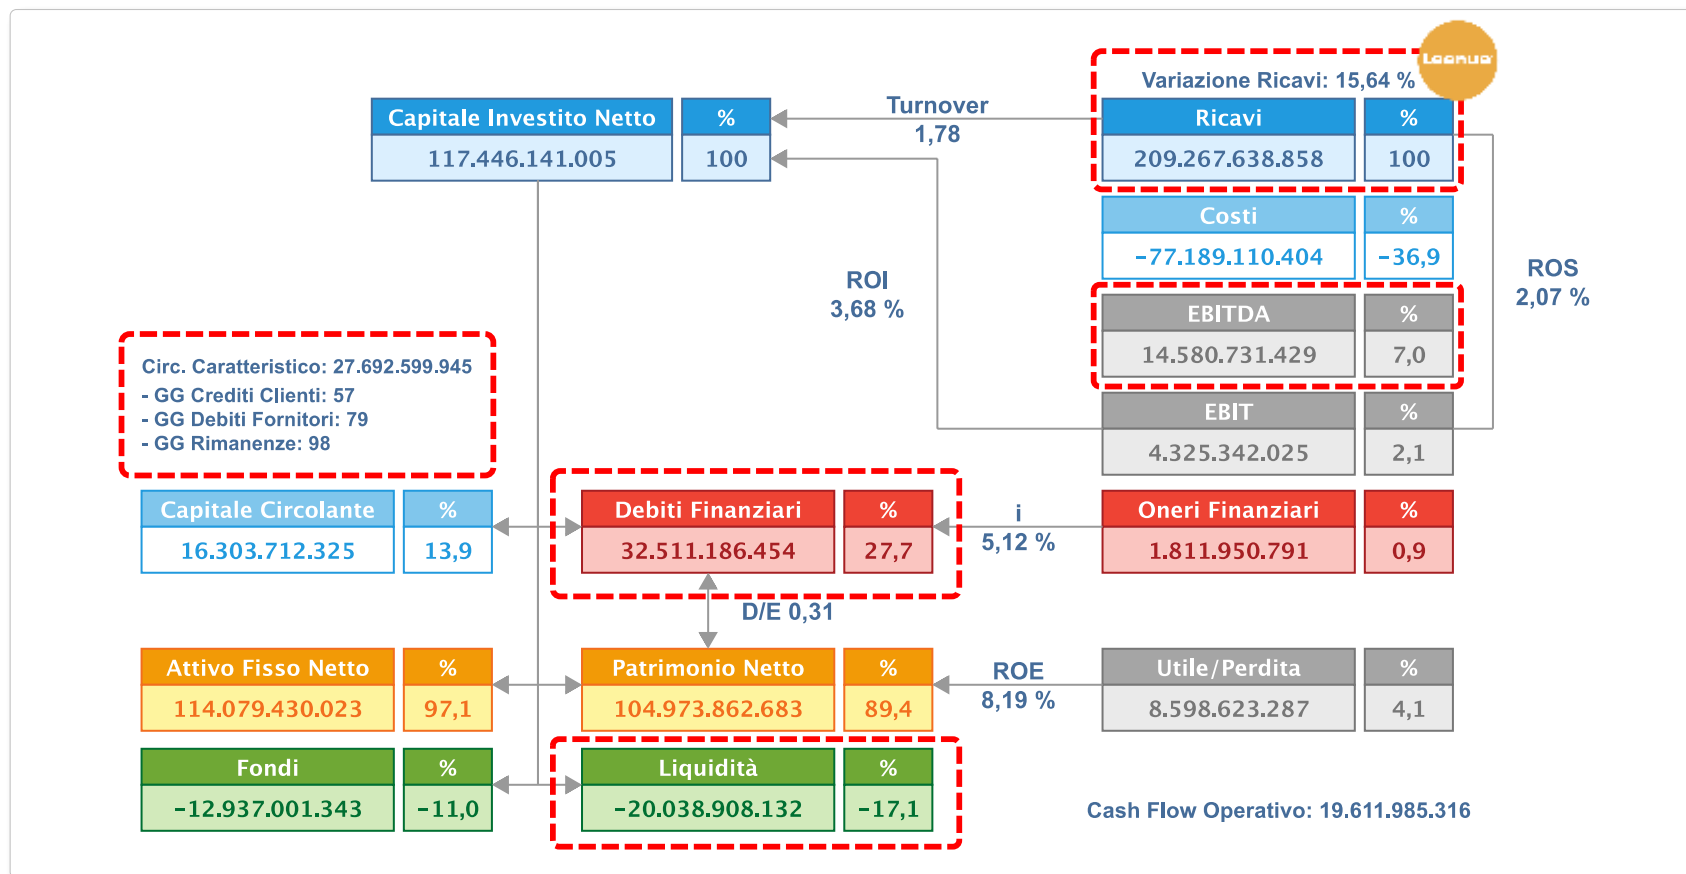 Leanus
Variazione Ricavi: 15,64 %
Capitale Investito Netto %
117.446.141.005 100
Turnover
1,78
Ricavi %
209.267.638.858 100
Costi %
-77.189.110.404 -36,9
ROI
3,68 %
ROS
2,07 %
EBITDA %
14.580.731.429 7,0
Circ. Caratteristico: 27.692.599.945
- GG Crediti Clienti: 57
- GG Debiti Fornitori: 79
- GG Rimanenze: 98
EBIT %
4.325.342.025 2,1
Capitale Circolante %
16.303.712.325 13,9
Debiti Finanziari %
32.511.186.454 27,7
i
5,12 %
Oneri Finanziari %
1.811.950.791 0,9
D/E 0,31
Attivo Fisso Netto %
114.079.430.023 97,1
Patrimonio Netto %
104.973.862.683 89,4
ROE
8,19 %
Utile/Perdita %
8.598.623.287 4,1
Fondi %
-12.937.001.343 -11,0
Liquidità %
-20.038.908.132 -17,1
Cash Flow Operativo: 19.611.985.316